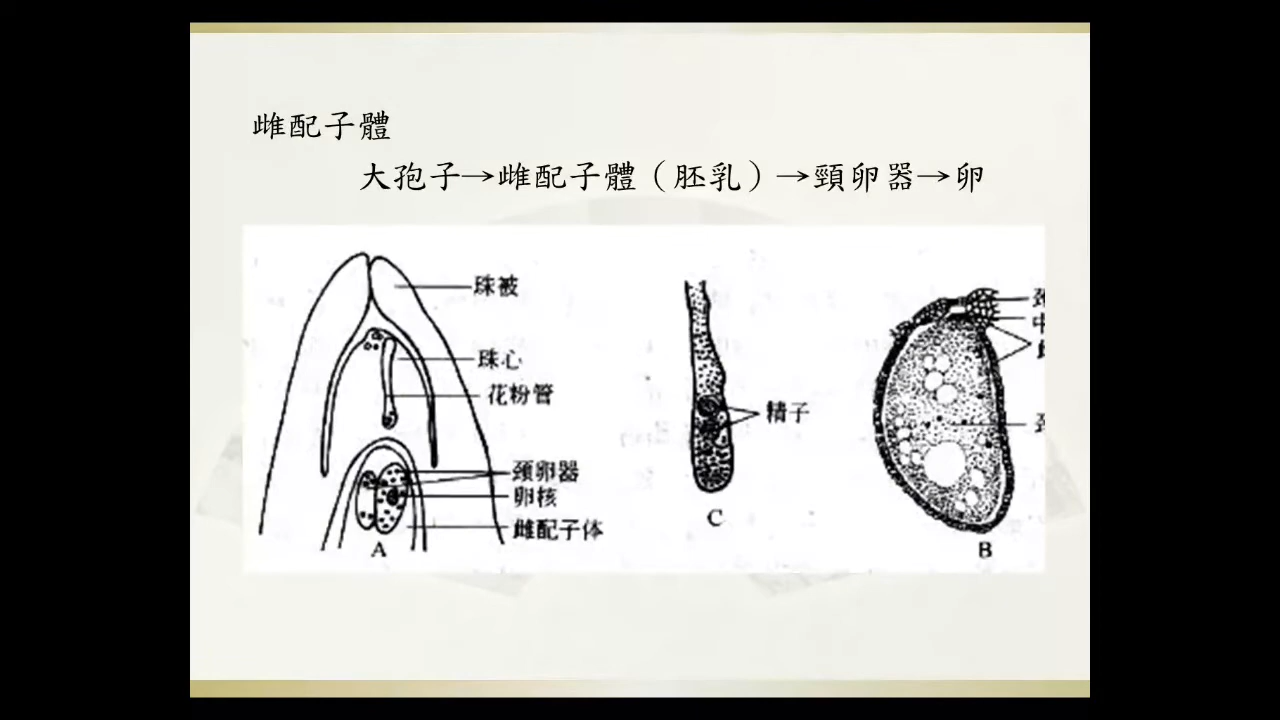 雌配子體
大孢子→雌配子體（胚乳）→頸卵器→卵
珠被
珠心
花粉管
颈卵器
卵核
雌配子体
A
精子
C
B